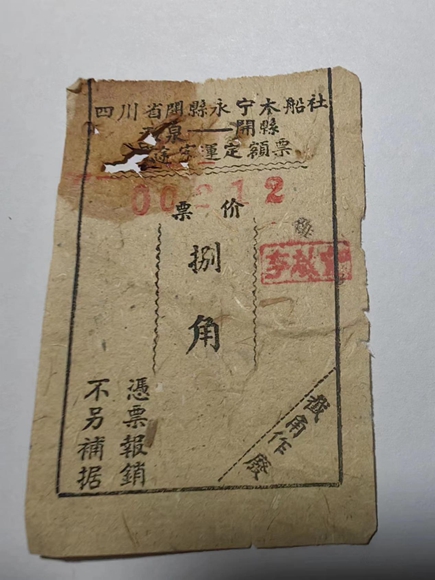 四川省開縣永宁木船社
泉——開縣
客運定額票
00212
票价
捌角
李
憑票報銷
不另補据
截角作廢